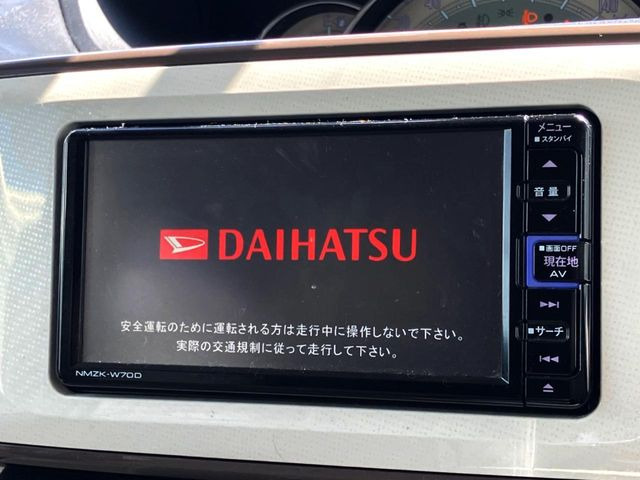 メニュー
■ スタンバイ
音量
■ 画面OFF
現在地
AV
■サーチ
DAIHATSU
安全運転のために運転される方は走行中に操作しないで下さい。
実際の交通規制に従って走行して下さい。
NMZK-W70D